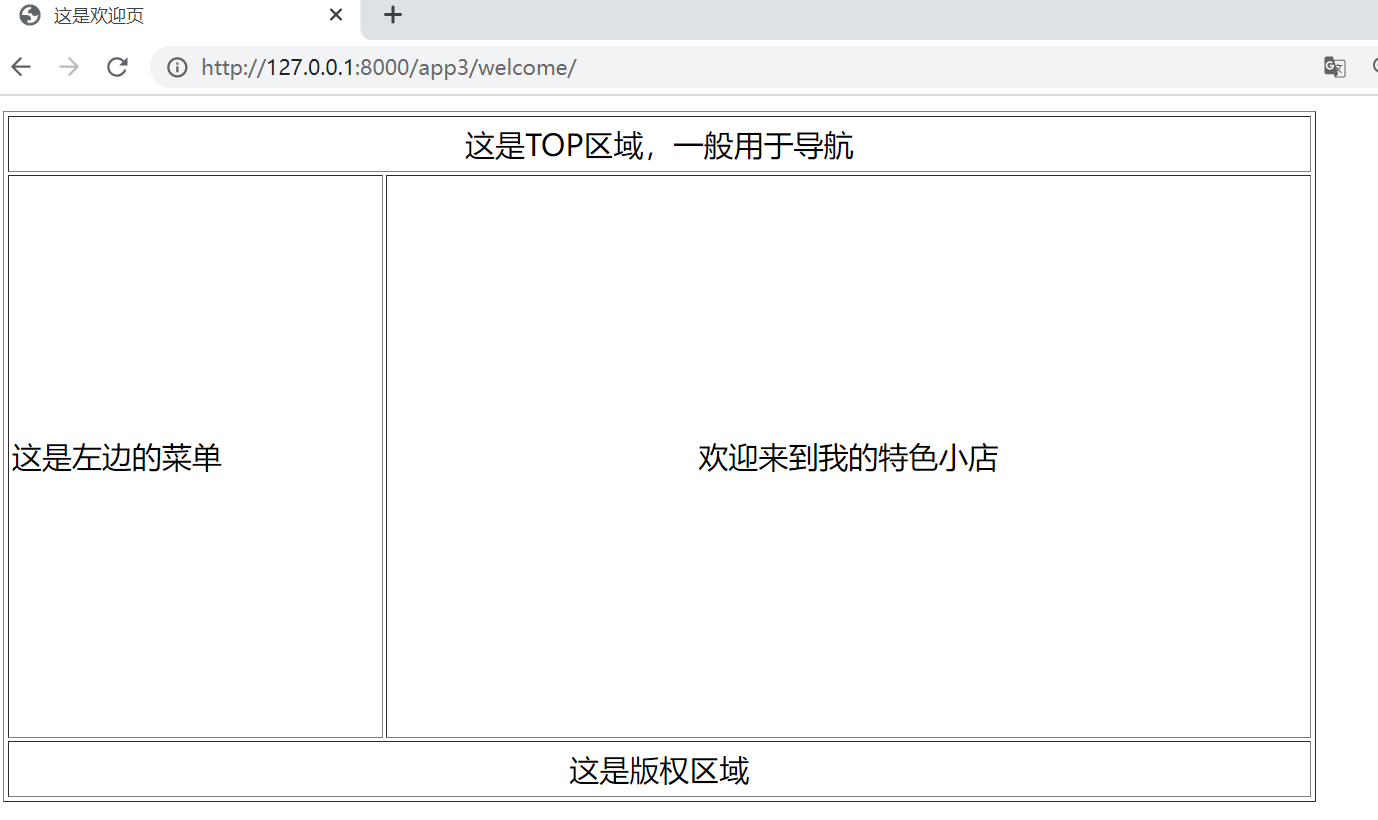 这是欢迎页
http://127.0.0.1:8000/app3/welcome/
这是TOP区域，一般用于导航
这是左边的菜单
欢迎来到我的特色小店
这是版权区域